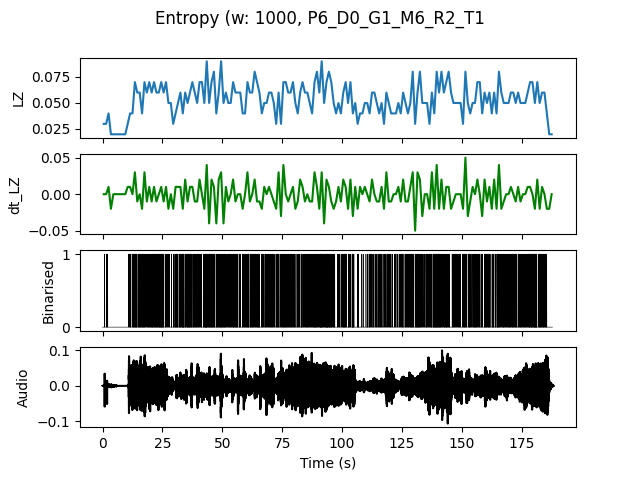 Entropy (w: 1000, P6_D0_G1_M6_R2_T1
0.075
0.050
0.025
LZ
0.05
0.00
−0.05
dt_LZ
1
0
Binarised
0.1
0.0
−0.1
Audio
0 25 50 75 100 125 150 175
Time (s)